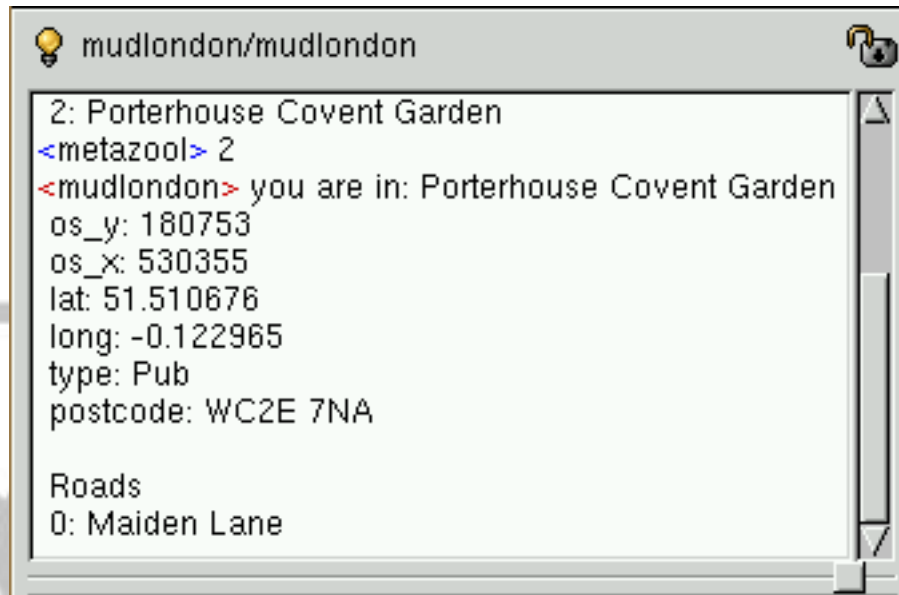 mudlondon/mudlondon
2: Porterhouse Covent Garden
<metazool> 2
<mudlondon> you are in: Porterhouse Covent Garden
os_y: 180753
os_x: 530355
lat: 51.510676
long: -0.122965
type: Pub
postcode: WC2E 7NA
Roads
0: Maiden Lane